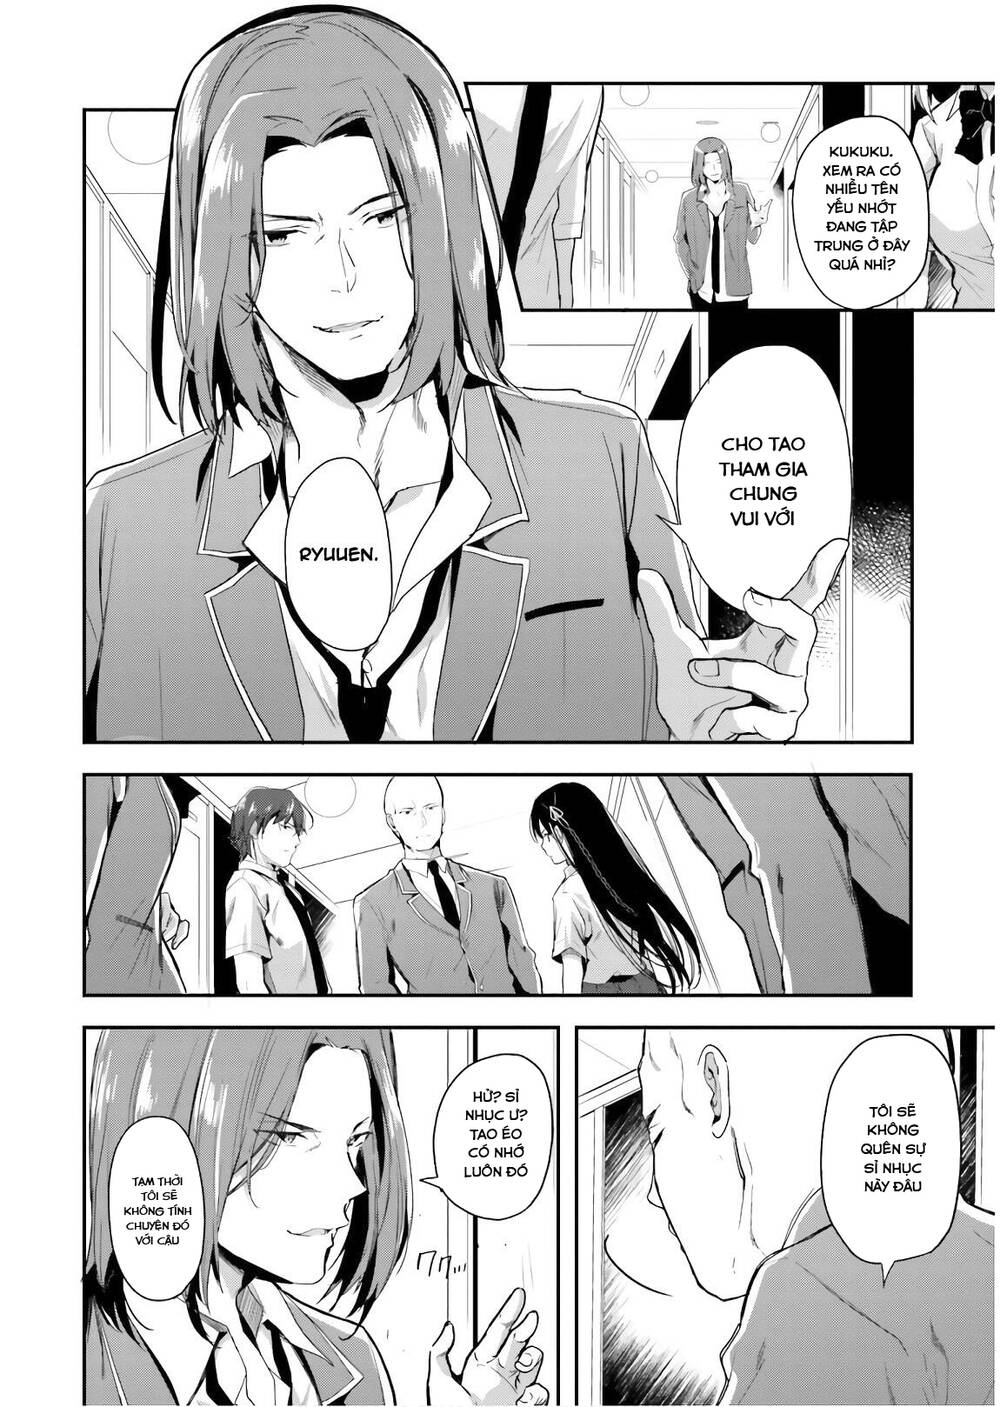 KUKUKU.
XEM RA CÓ
NHIỀU TÊN
YẾU NHỚT
ĐANG TẬP
TRUNG Ở ĐÂY
QUÁ NHỈ?
CHO TAO
THAM GIA
CHUNG
VUI VỚI
RYUUEN.
TÔI SẼ
KHÔNG
QUÊN SỰ
SỈ NHỤC
NÀY ĐÂU
HỬ? SỈ
NHỤC Ư?
TAO ÉO
CÓ NHỚ
LUÔN ĐÓ
TẠM THỜI
TÔI SẼ
KHÔNG TÍNH
CHUYỆN ĐÓ
VỚI CẬU
クク…